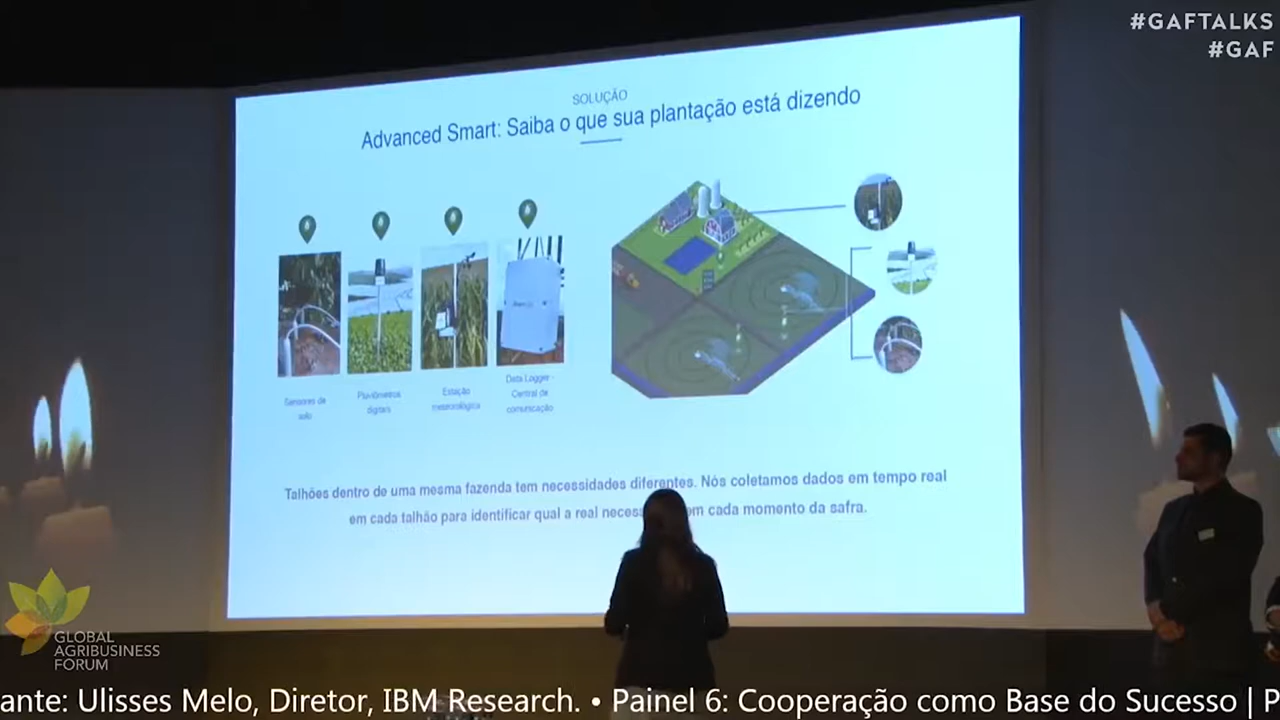 #GAFTALKS
#GAF
SOLUÇÃO
Advanced Smart: Saiba o que sua plantação está dizendo
Sensores de
solo
Pluviômetros
digitais
Estação
meteorológica
Data Logger -
Central de
comunicação
Talhões dentro de uma mesma fazenda tem necessidades diferentes. Nós coletamos dados em tempo real
em cada talhão para identificar qual a real neces em cada momento da safra.
GLOBAL
AGRIBUSINESS
FORUM
ante: Ulisses Melo, Diretor, IBM Research. • Painel 6: Cooperação como Base do Sucesso | P